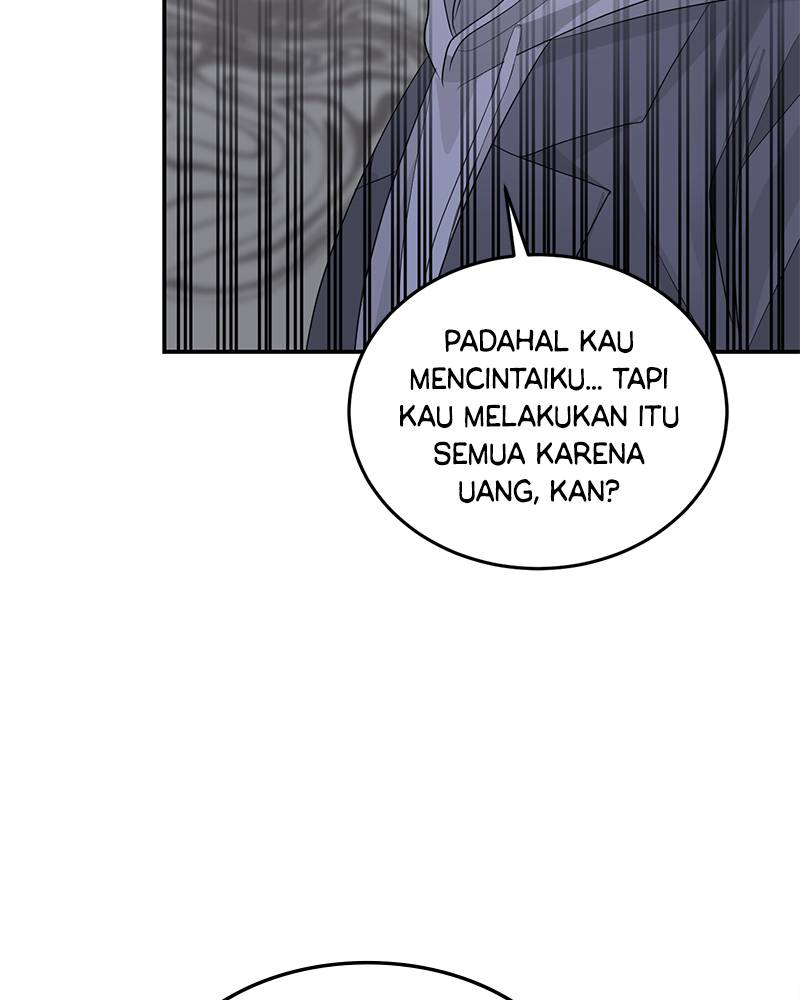 PADAHAL KAU
MENCINTAIKU... TAPI
KAU MELAKUKAN ITU
SEMUA KARENA
UANG, KAN?